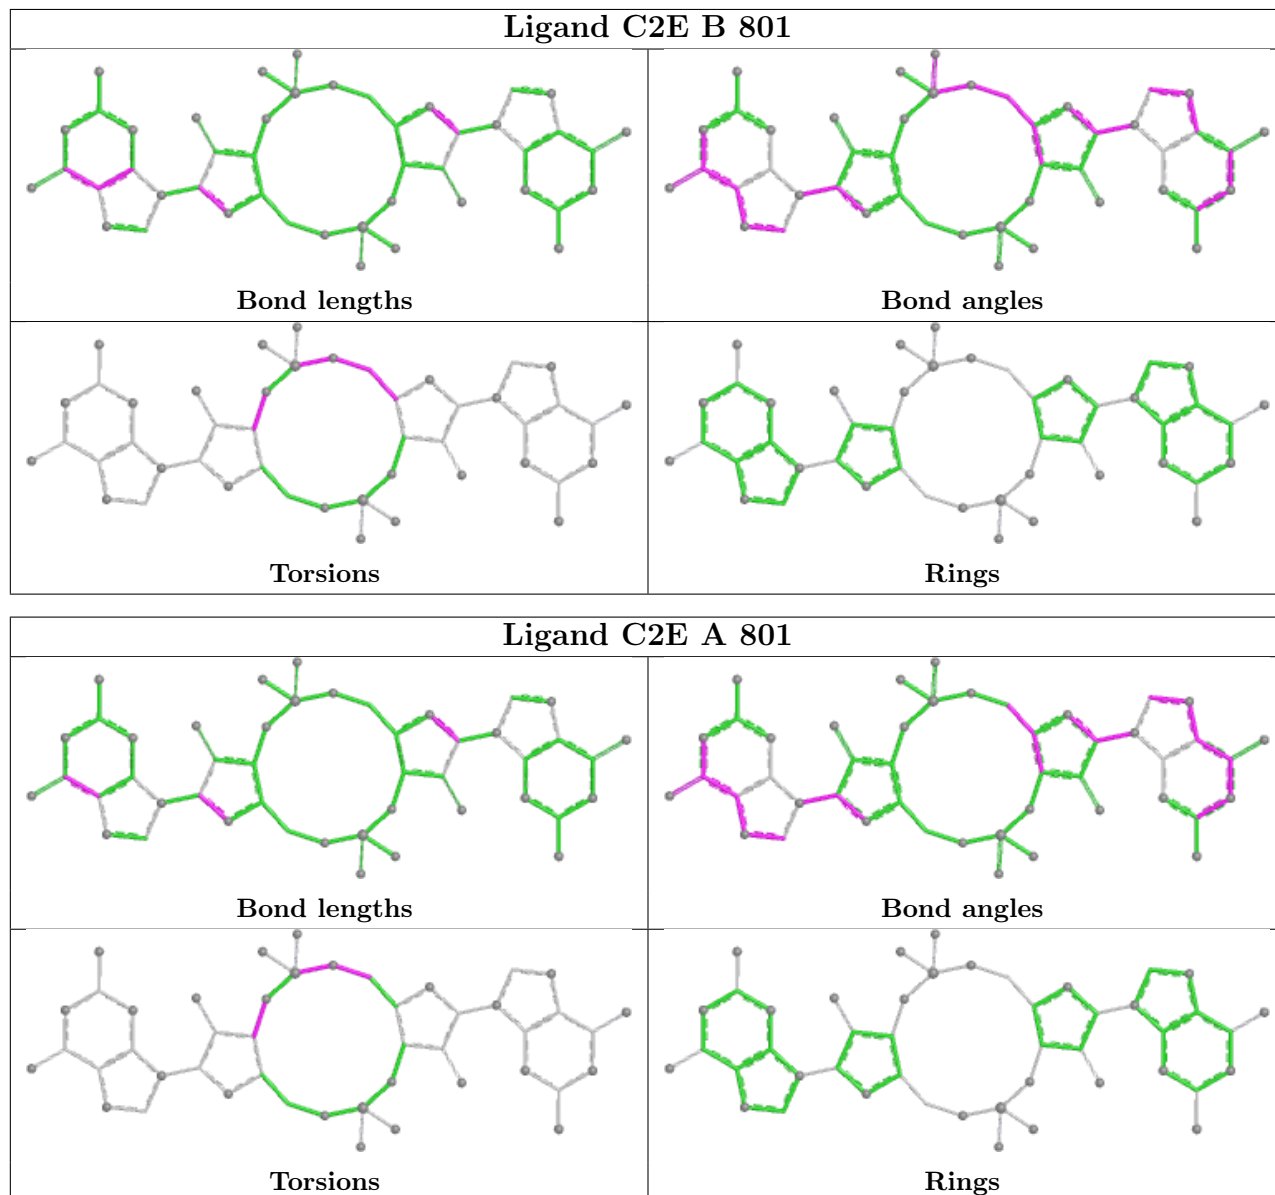 Ligand C2E B 801
Bond lengths
Bond angles
Torsions
Rings
Ligand C2E A 801
Bond lengths
Bond angles
Torsions
Rings